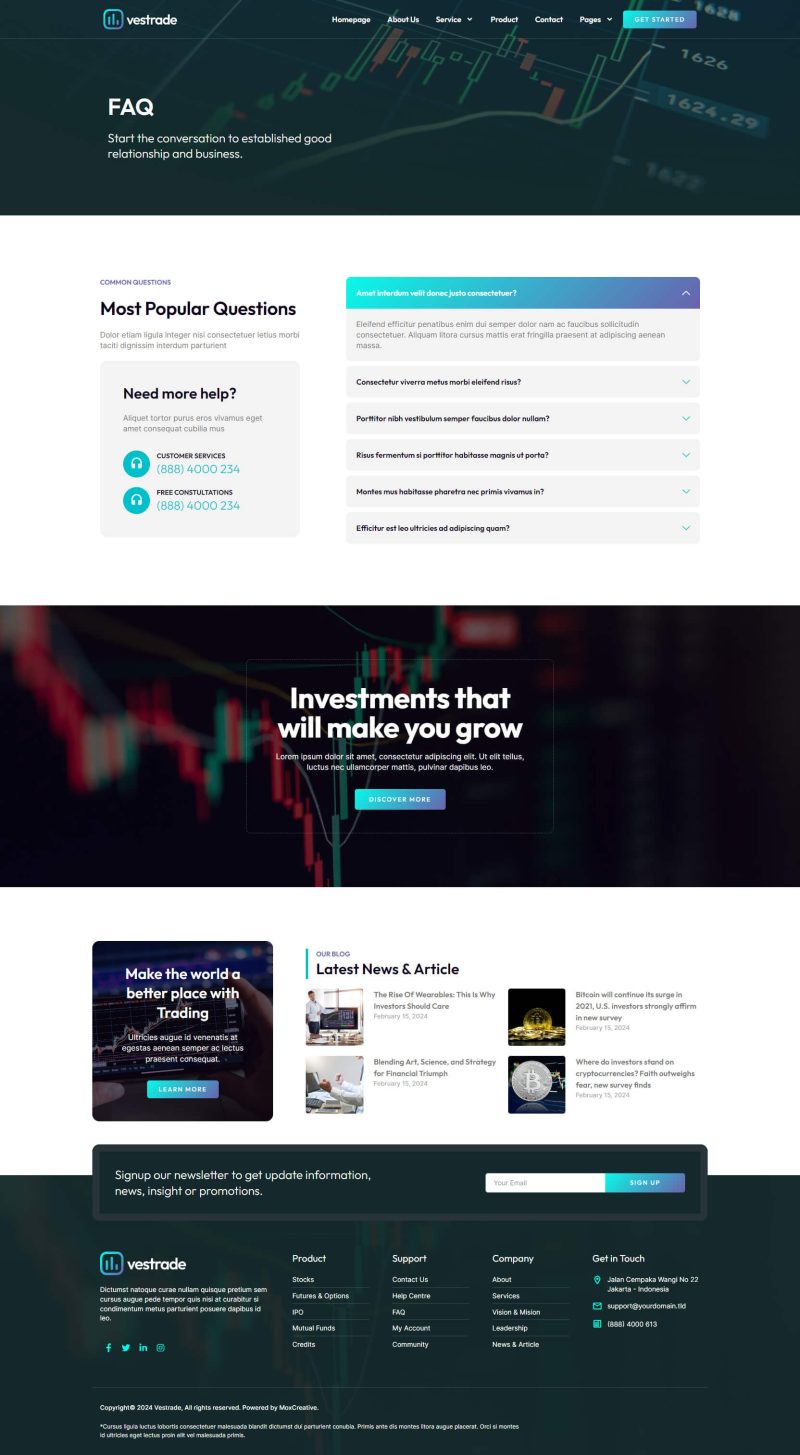 vestrade
Homepage
About Us
Service
Product
Contact
Pages
GET STARTED
1628
1626
1624.29
1622
FAQ
Start the conversation to established good
relationship and business.
COMMON QUESTIONS
Most Popular Questions
Dolor etiam ligula integer nisi consectetuer letius morbi
taciti dignissim interdum parturient
Need more help?
Aliquet tortor purus eros vivamus eget
amet consequat cubilia mus
CUSTOMER SERVICES
(888) 4000 234
FREE CONSTULTATIONS
(888) 4000 234
Amet interdum velit donec justo consectetuer?
Eleifend efficitur penatibus enim dui semper dolor nam ac faucibus sollicitudin
consectetuer. Aliquam litora cursus mattis erat fringilla praesent at adipiscing aenean
massa.
Consectetur viverra metus morbi eleifend risus?
Porttitor nibh vestibulum semper faucibus dolor nullam?
Risus fermentum si porttitor habitasse magnis ut porta?
Montes mus habitasse pharetra nec primis vivamus in?
Efficitur est leo ultricies ad adipiscing quam?
Investments that
will make you grow
Lorem ipsum dolor sit amet, consectetur adipiscing elit. Ut elit tellus,
luctus nec ullamcorper mattis, pulvinar dapibus leo.
DISCOVER MORE
Make the world a
better place with
Trading
Ultricies augue id venenatis at
egestas aenean semper ac lectus
praesent consequat.
LEARN MORE
OUR BLOG
Latest News & Article
The Rise Of Wearables: This Is Why
Investors Should Care
February 15, 2024
Bitcoin will continue its surge in
2021, U.S. investors strongly affirm
in new survey
February 15, 2024
Blending Art, Science, and Strategy
for Financial Triumph
February 15, 2024
Where do investors stand on
cryptocurrencies? Faith outweighs
fear, new survey finds
February 15, 2024
Signup our newsletter to get update information,
news, insight or promotions.
Your Email
SIGN UP
vestrade
Dictumst natoque curae nullam quisque pretium sem
cursus augue pede tempor quis nisi at curabitur si
condimentum metus parturient posuere dapibus id
leo.
Product
Stocks
Futures & Options
IPO
Mutual Funds
Credits
Support
Contact Us
Help Centre
FAQ
My Account
Community
Company
About
Services
Vision & Mision
Leadership
News & Article
Get in Touch
Jalan Cempaka Wangi No 22
Jakarta - Indonesia
support@yourdomain.tld
(888) 4000 613
Copyright© 2024 Vestrade, All rights reserved. Powered by MoxCreative.
*Cursus ligula luctus lobortis consectetuer malesuada blandit dictumst dui parturient conubia. Primis ante dis montes litora augue placerat. Orci si montes
id ultricies eget lectus proin elit vel malesuada primis.